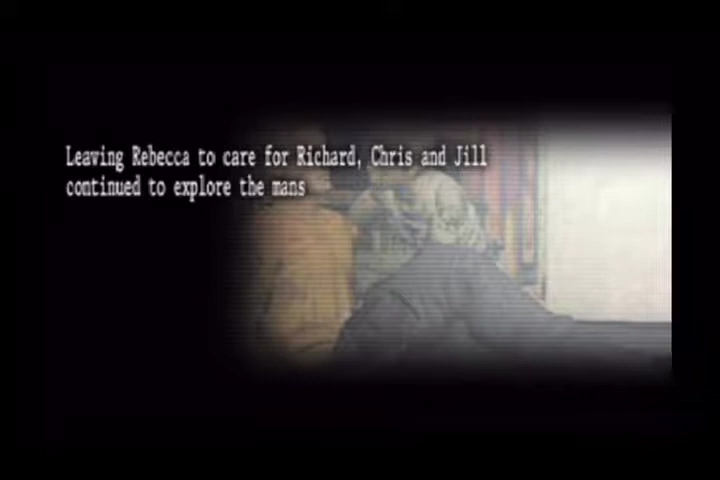 Leaving Rebecca to care for Richard, Chris and Jill
continued to explore the mans